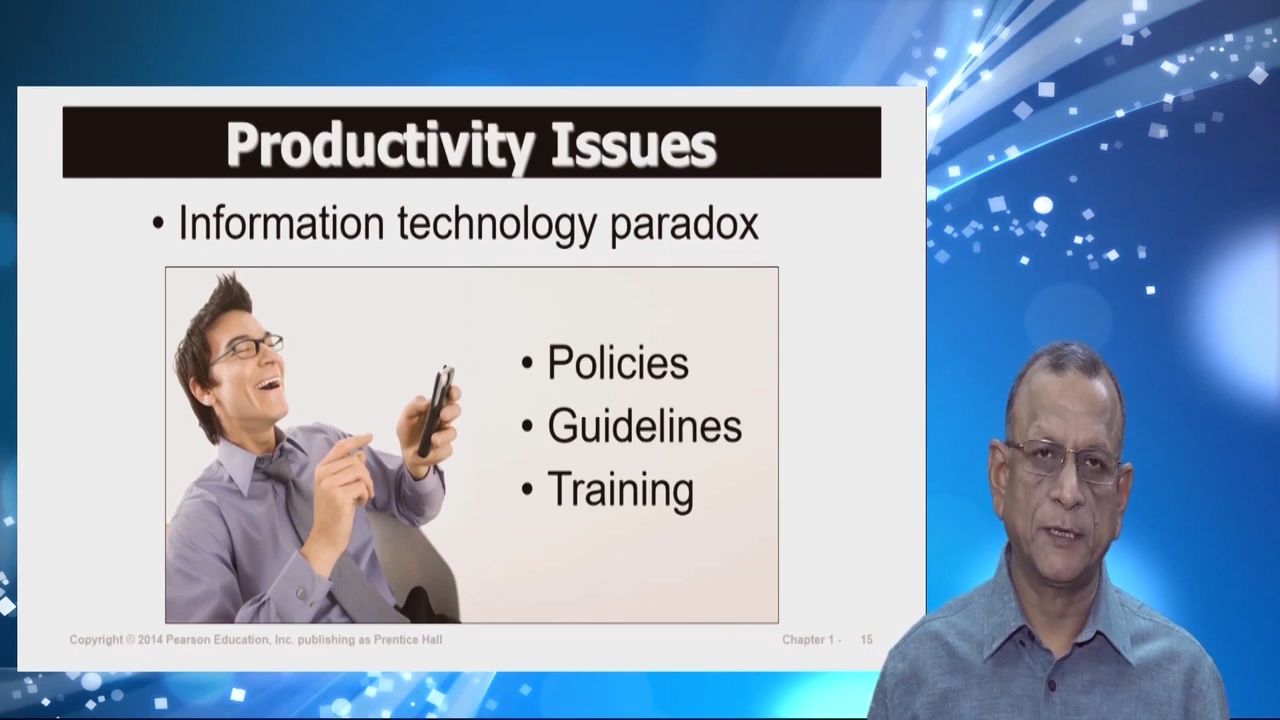 Productivity Issues
• Information technology paradox
• Policies
• Guidelines
• Training
Copyright © 2014 Pearson Education, Inc. publishing as Prentice Hall
Chapter 1 - 15